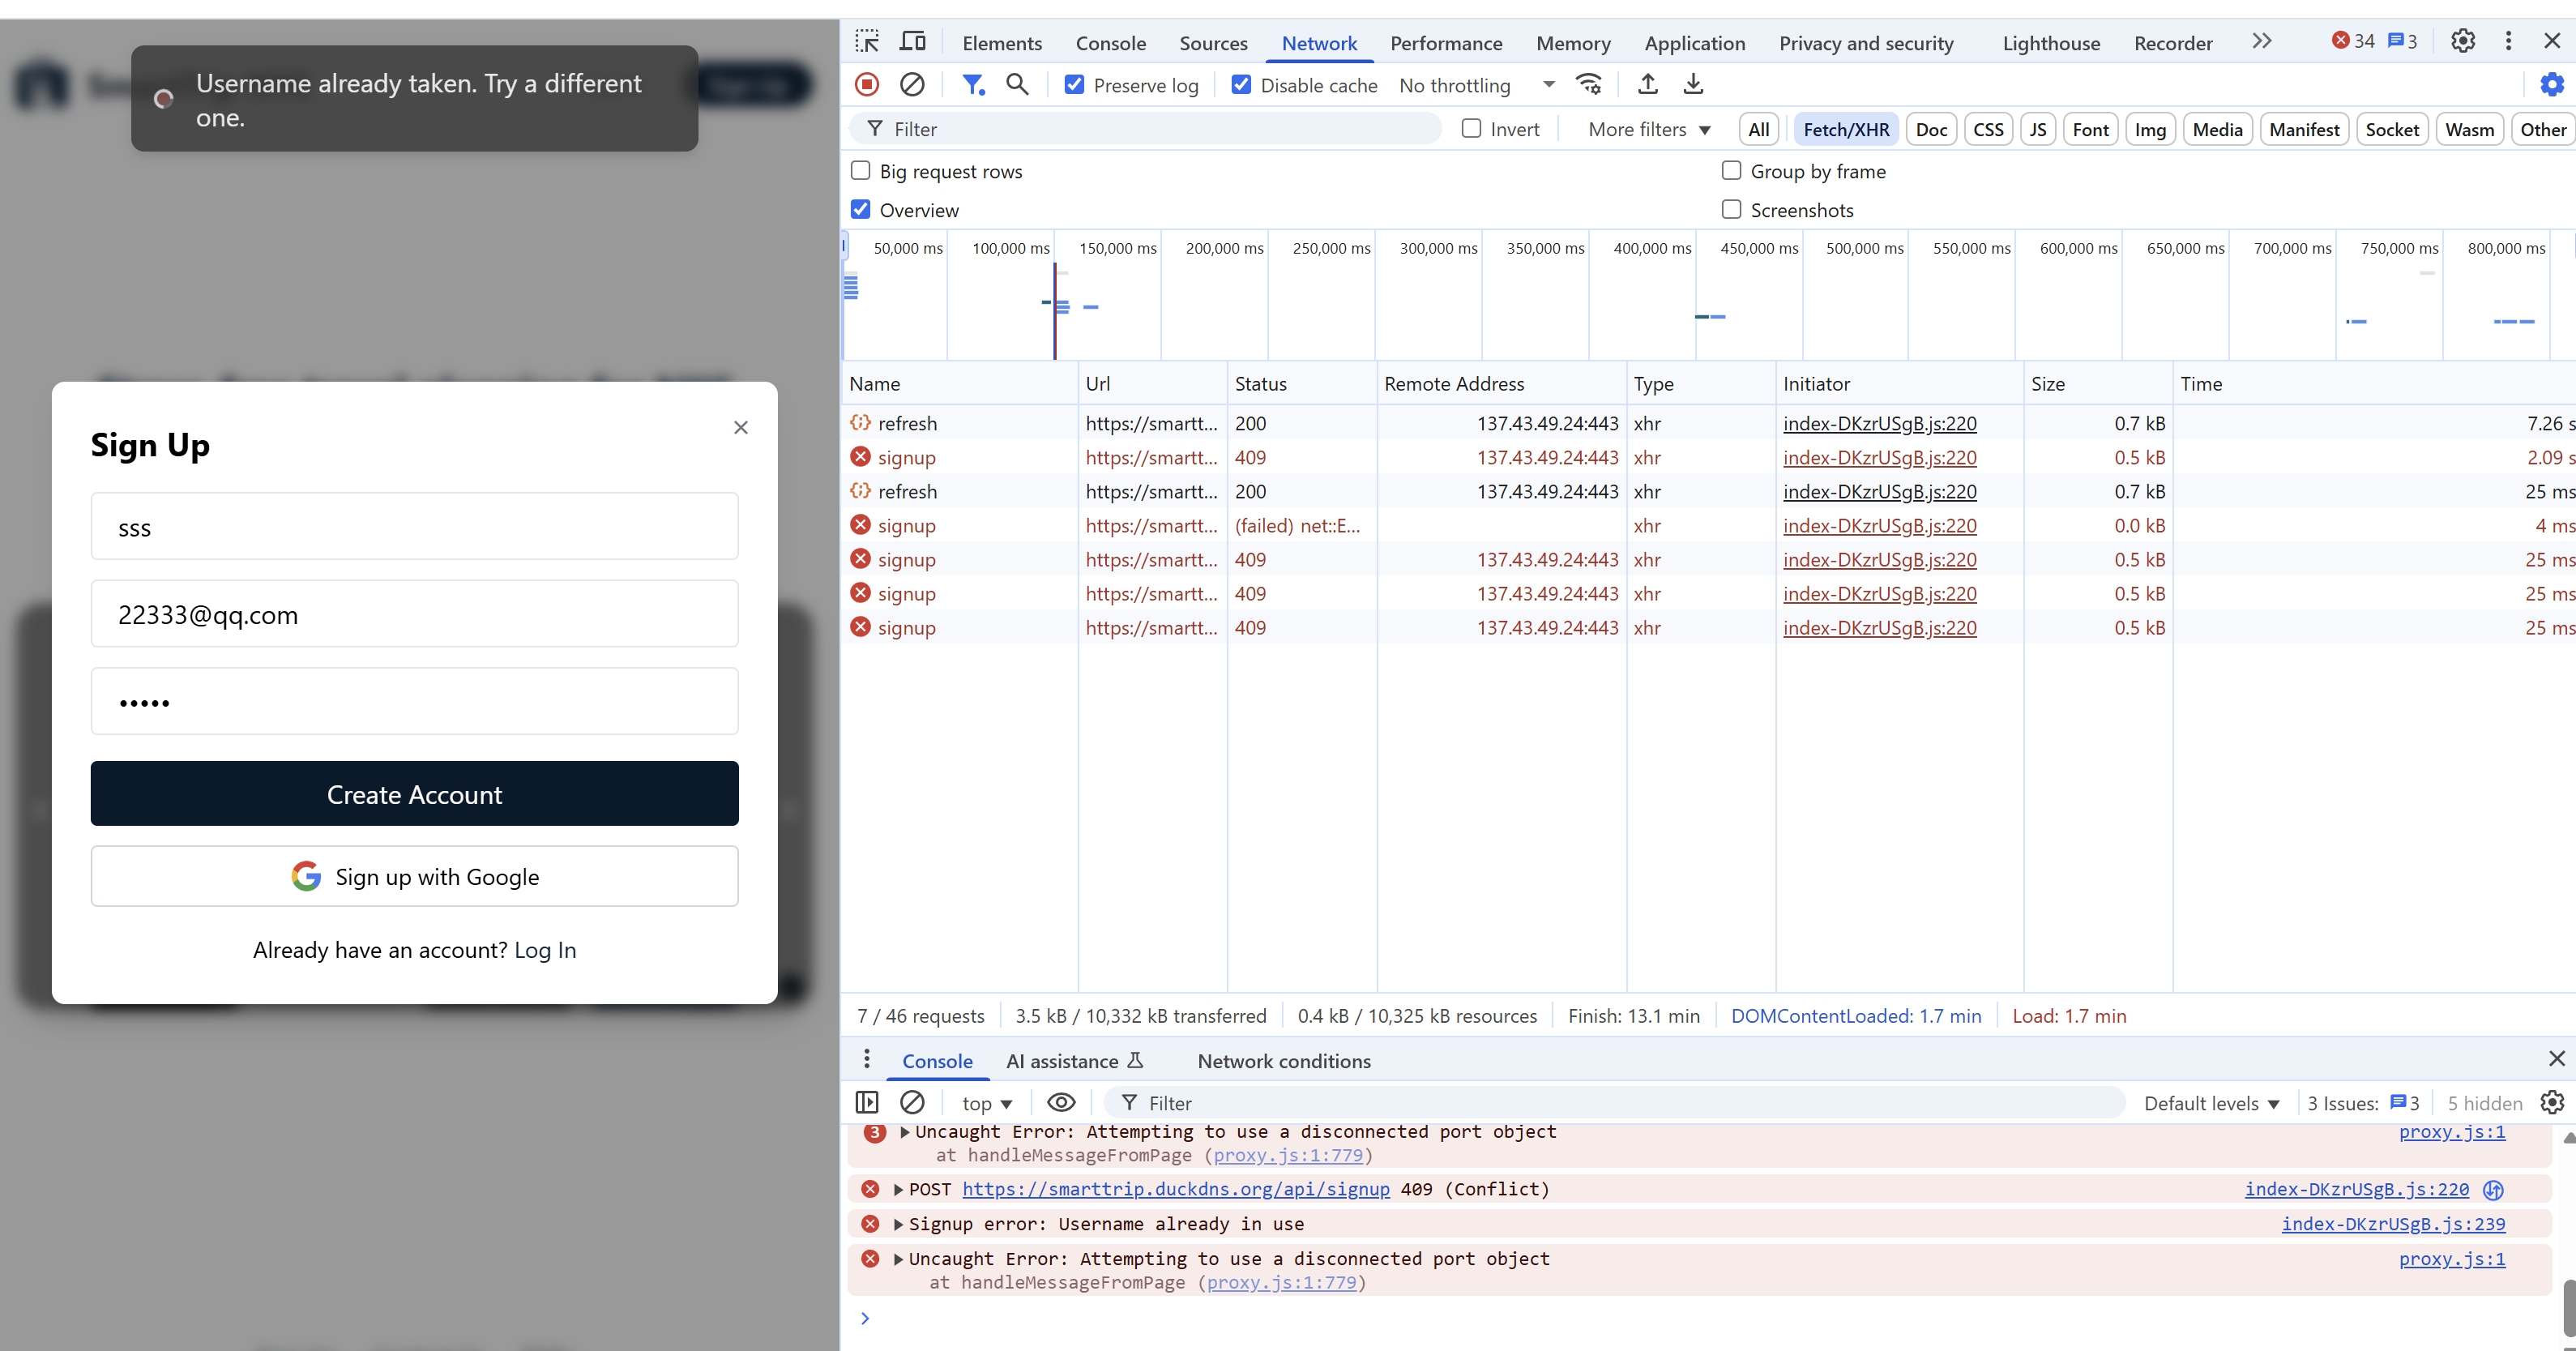 Username already taken. Try a different
one.
Sign Up
sss
22333@qq.com
•••••
Create Account
Sign up with Google
Already have an account? Log In
Elements Console Sources Network Performance Memory Application Privacy and security Lighthouse Recorder 34 3
Preserve log Disable cache No throttling
Filter Invert More filters All Fetch/XHR Doc CSS JS Font Img Media Manifest Socket Wasm Other
Big request rows Group by frame
Overview Screenshots
50,000 ms 100,000 ms 150,000 ms 200,000 ms 250,000 ms 300,000 ms 350,000 ms 400,000 ms 450,000 ms 500,000 ms 550,000 ms 600,000 ms 650,000 ms 700,000 ms 750,000 ms 800,000 ms
Name Url Status Remote Address Type Initiator Size Time
refresh https://smartt... 200 137.43.49.24:443 xhr index-DKzrUSgB.js:220 0.7 kB 7.26 s
signup https://smartt... 409 137.43.49.24:443 xhr index-DKzrUSgB.js:220 0.5 kB 2.09 s
refresh https://smartt... 200 137.43.49.24:443 xhr index-DKzrUSgB.js:220 0.7 kB 25 ms
signup https://smartt... (failed) net::E... xhr index-DKzrUSgB.js:220 0.0 kB 4 ms
signup https://smartt... 409 137.43.49.24:443 xhr index-DKzrUSgB.js:220 0.5 kB 25 ms
signup https://smartt... 409 137.43.49.24:443 xhr index-DKzrUSgB.js:220 0.5 kB 25 ms
signup https://smartt... 409 137.43.49.24:443 xhr index-DKzrUSgB.js:220 0.5 kB 25 ms
7 / 46 requests 3.5 kB / 10,332 kB transferred 0.4 kB / 10,325 kB resources Finish: 13.1 min DOMContentLoaded: 1.7 min Load: 1.7 min
Console AI assistance Network conditions
top Filter Default levels 3 Issues: 3 5 hidden
3 Uncaught Error: Attempting to use a disconnected port object proxy.js:1
at handleMessageFromPage (proxy.js:1:779)
POST https://smarttrip.duckdns.org/api/signup 409 (Conflict) index-DKzrUSgB.js:220
Signup error: Username already in use index-DKzrUSgB.js:239
Uncaught Error: Attempting to use a disconnected port object proxy.js:1
at handleMessageFromPage (proxy.js:1:779)